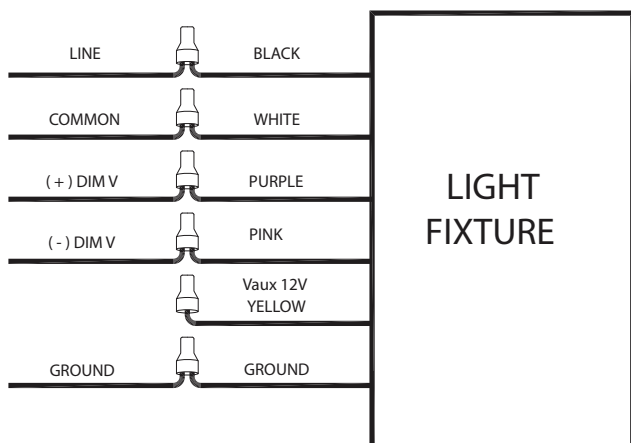 LINE BLACK
COMMON WHITE
( + ) DIM V PURPLE
( - ) DIM V PINK
Vaux 12V
YELLOW
GROUND GROUND
LIGHT
FIXTURE